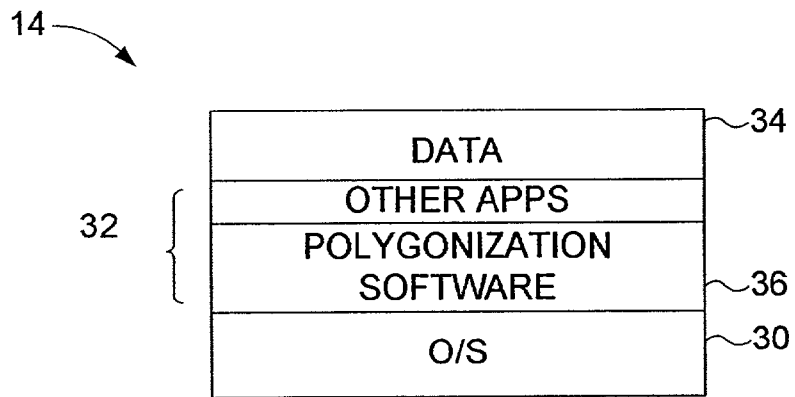 14
DATA
34
OTHER APPS
32
POLYGONIZATION
SOFTWARE
36
O/S
30